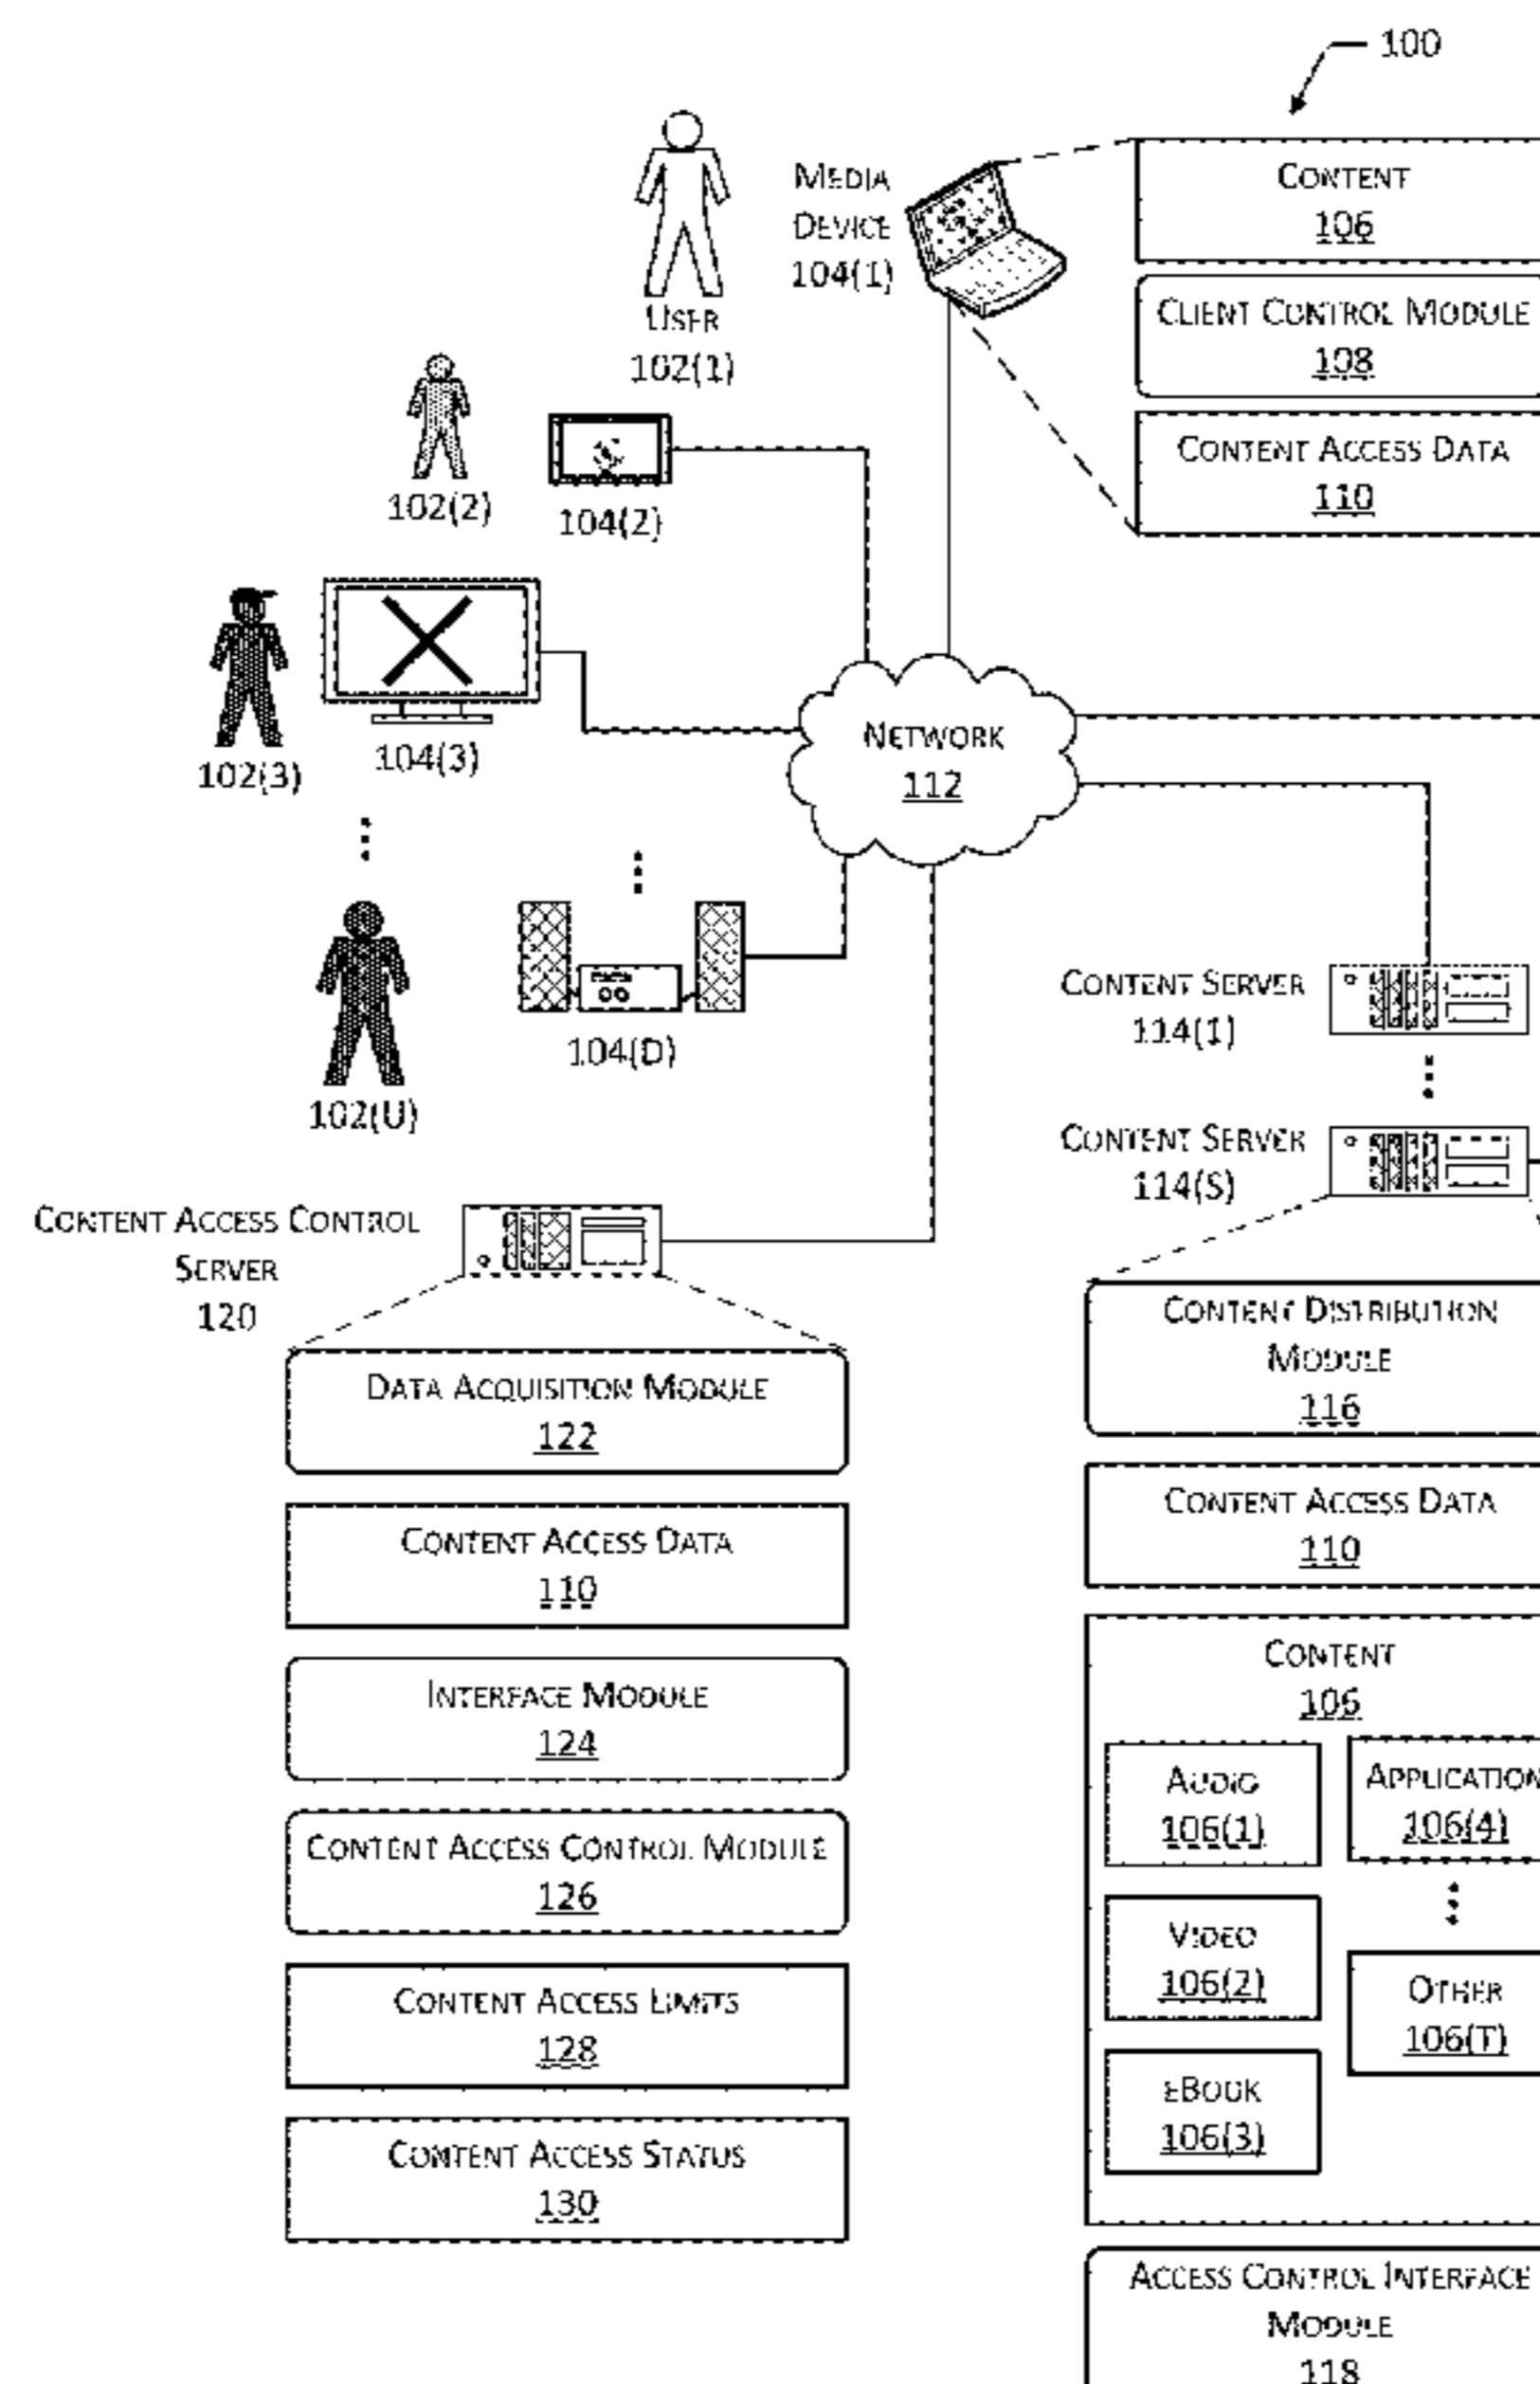 100
MEDIA
DEVICE
104(1)
CONTENT
106
CLIENT CONTROL MODULE
108
CONTENT ACCESS DATA
110
USER
102(1)
102(2)
104(2)
102(3)
104(3)
NETWORK
112
104(D)
102(U)
CONTENT SERVER
114(1)
CONTENT SERVER
114(S)
CONTENT ACCESS CONTROL
SERVER
120
DATA ACQUISITION MODULE
122
CONTENT ACCESS DATA
110
INTERFACE MODULE
124
CONTENT ACCESS CONTROL MODULE
126
CONTENT ACCESS LIMITS
128
CONTENT ACCESS STATUS
130
CONTENT DISTRIBUTION
MODULE
116
CONTENT ACCESS DATA
110
CONTENT
106
AUDIO
106(1)
APPLICATION
106(4)
VIDEO
106(2)
OTHER
106(T)
EBOOK
106(3)
ACCESS CONTROL INTERFACE
MODULE
118